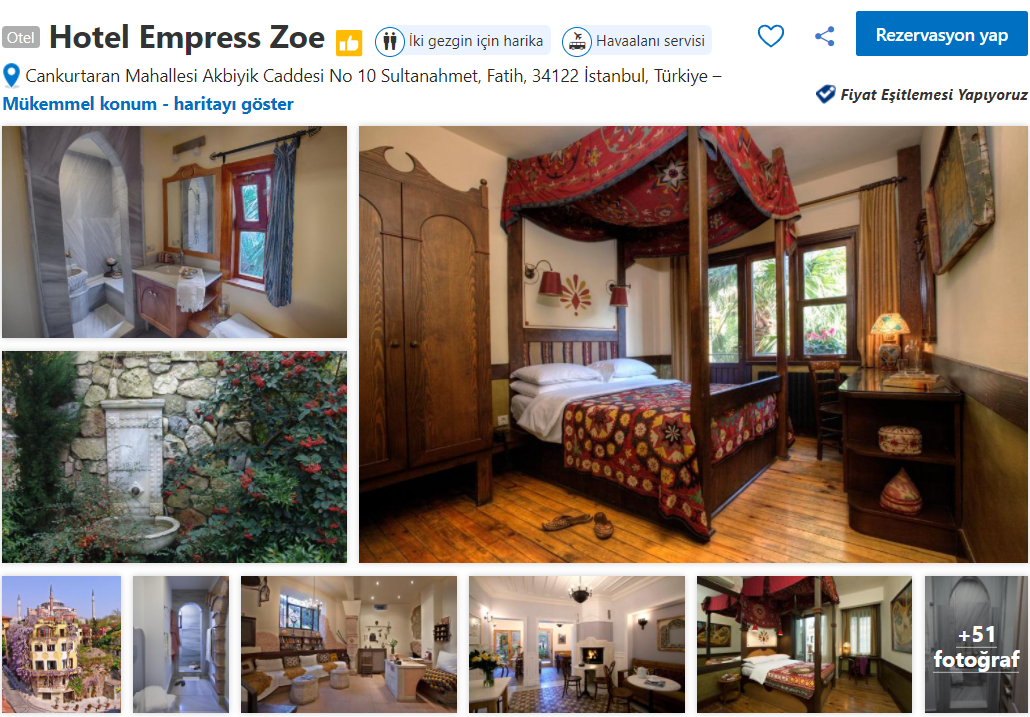 Otel Hotel Empress Zoe İki gezgin için harika Havaalanı servisi Rezervasyon yap
Cankurtaran Mahallesi Akbiyik Caddesi No 10 Sultanahmet, Fatih, 34122 İstanbul, Türkiye –
Mükemmel konum - haritayı göster
Fiyat Eşitlemesi Yapıyoruz
+51
fotoğraf